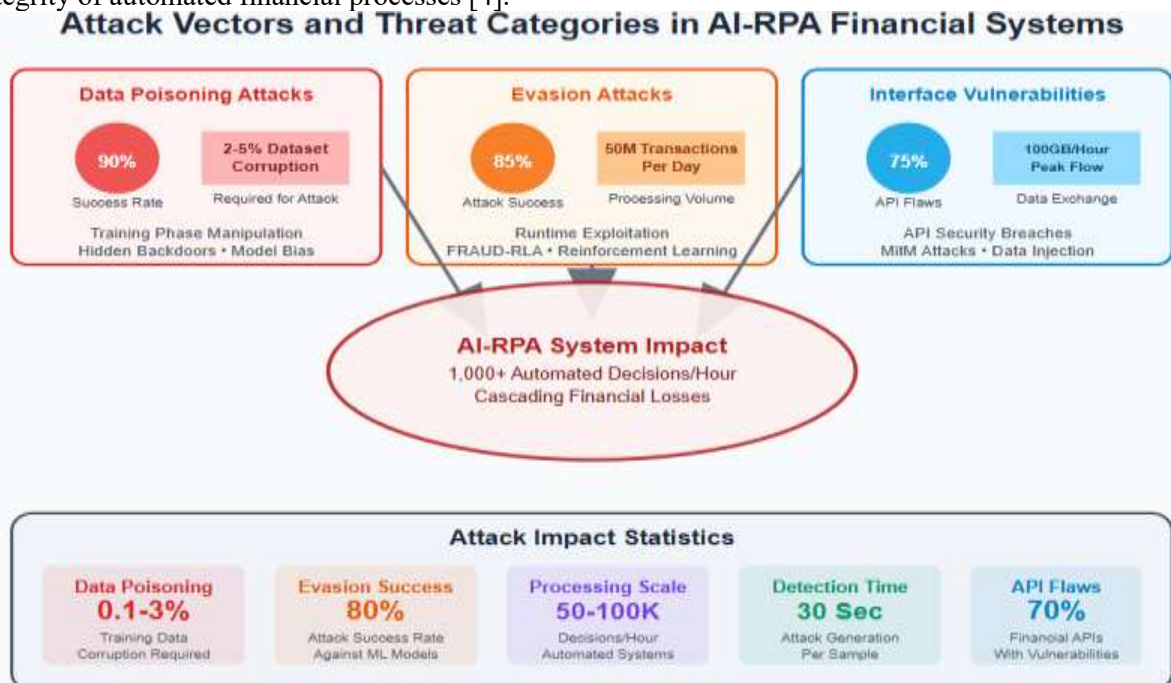 tegrity of automated financial processes [4].
Attack Vectors and Threat Categories in AI-RPA Financial Systems
Data Poisoning Attacks
90%
Success Rate
2-5% Dataset
Corruption
Required for Attack
Training Phase Manipulation
Hidden Backdoors • Model Bias
Evasion Attacks
85%
Attack Success
50M Transactions
Per Day
Processing Volume
Runtime Exploitation
FRAUD-RLA • Reinforcement Learning
Interface Vulnerabilities
75%
API Flaws
100GB/Hour
Peak Flow
Data Exchange
API Security Breaches
MitM Attacks • Data Injection
AI-RPA System Impact
1,000+ Automated Decisions/Hour
Cascading Financial Losses
Attack Impact Statistics
Data Poisoning
0.1-3%
Training Data
Corruption Required
Evasion Success
80%
Attack Success Rate
Against ML Models
Processing Scale
50-100K
Decisions/Hour
Automated Systems
Detection Time
30 Sec
Attack Generation
Per Sample
API Flaws
70%
Financial APIs
With Vulnerabilities